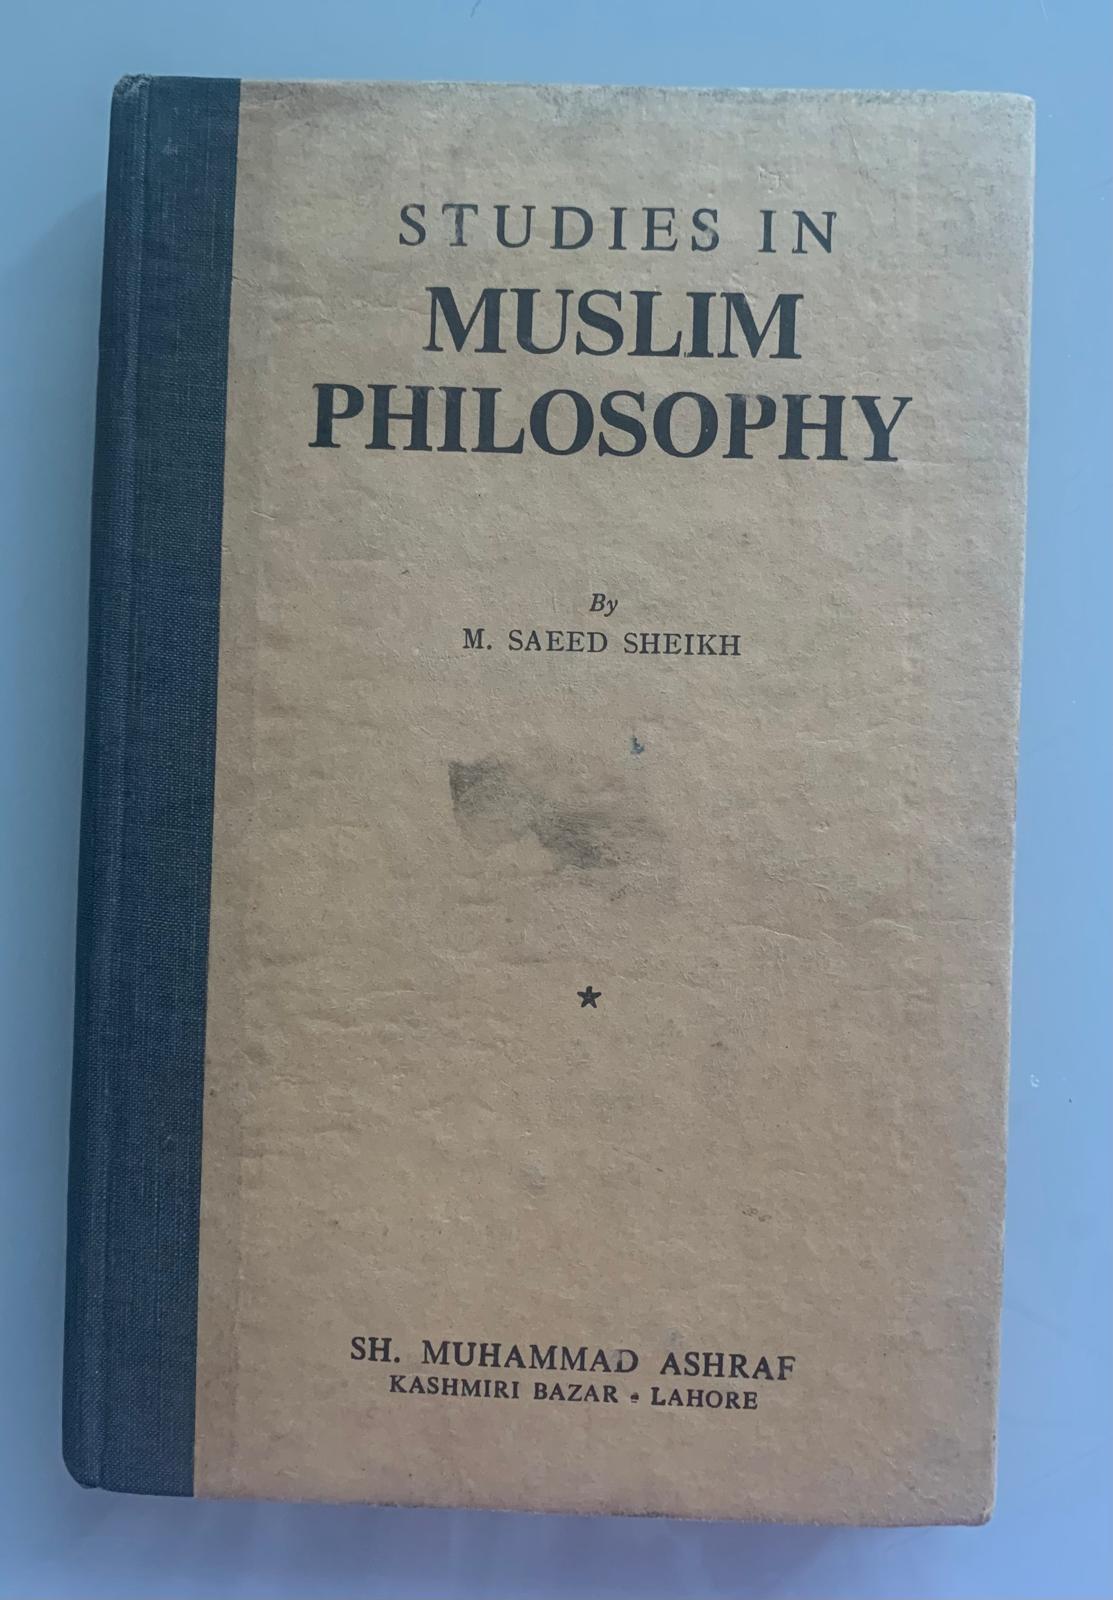 STUDIES IN
MUSLIM
PHILOSOPHY
By
M. SAEED SHEIKH
SH. MUHAMMAD ASHRAF
KASHMIRI BAZAR • LAHORE